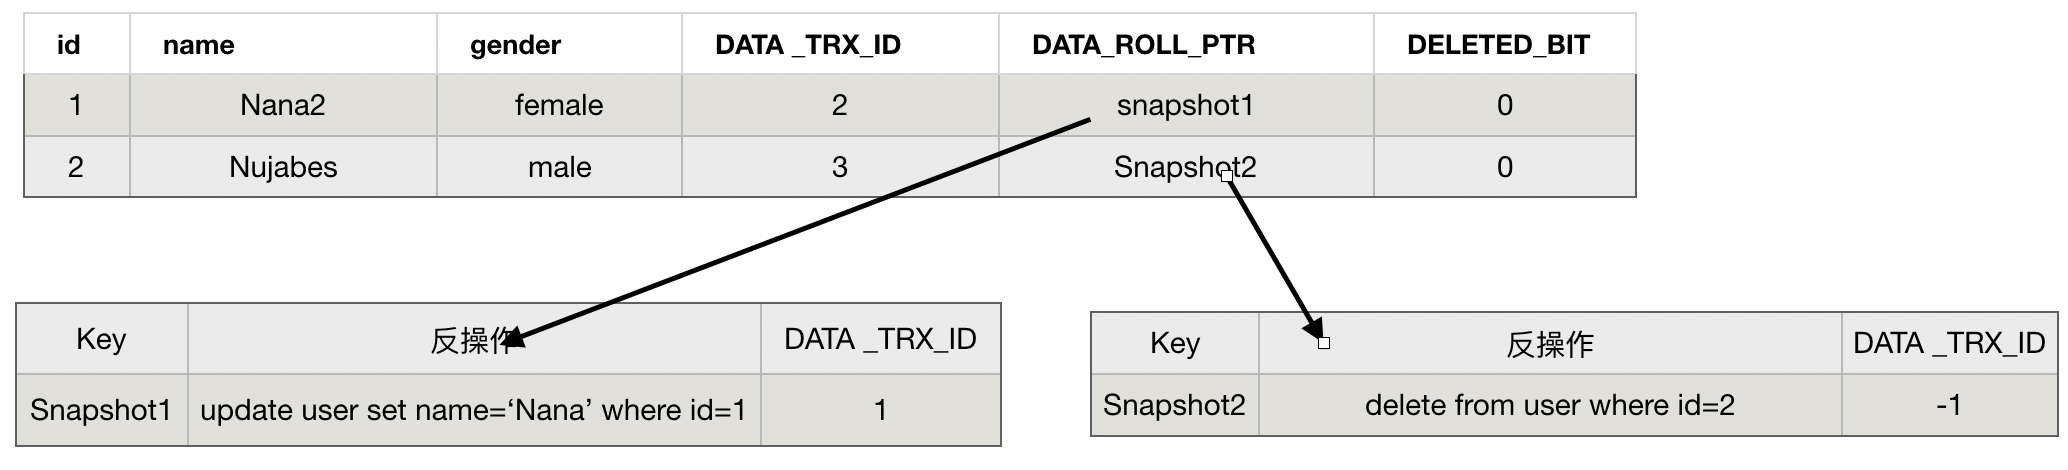 id name gender DATA _TRX_ID DATA_ROLL_PTR DELETED_BIT
1 Nana2 female 2 snapshot1 0
2 Nujabes male 3 Snapshot2 0
Key 反操作 DATA _TRX_ID
Snapshot1 update user set name=‘Nana’ where id=1 1
Key 反操作 DATA _TRX_ID
Snapshot2 delete from user where id=2 -1